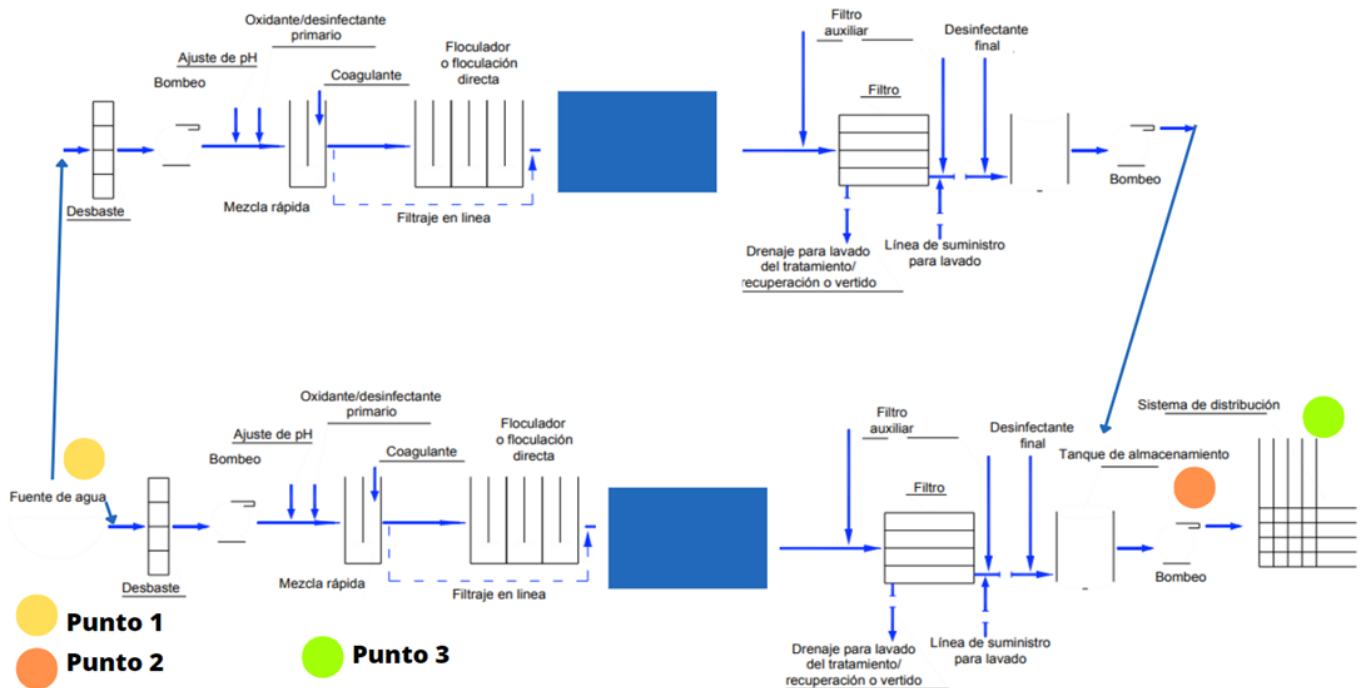 Oxidante/desinfectante
primario
Ajuste de pH
Bombeo
Coagulante
Floculador
o floculación
directa
Filtro
auxiliar
Desinfectante
final
Filtro
Desbaste
Mezcla rápida
Filtraje en linea
Bombeo
Drenaje para lavado
del tratamiento/
recuperación o vertido
Línea de suministro
para lavado
Oxidante/desinfectante
primario
Ajuste de pH
Bombeo
Coagulante
Floculador
o floculación
directa
Filtro
auxiliar
Desinfectante
final
Sistema de distribución
Tanque de almacenamiento
Fuente de agua
Filtro
Desbaste
Mezcla rápida
Filtraje en linea
Bombeo
Drenaje para lavado
del tratamiento/
recuperación o vertido
Línea de suministro
para lavado
Punto 1
Punto 2
Punto 3